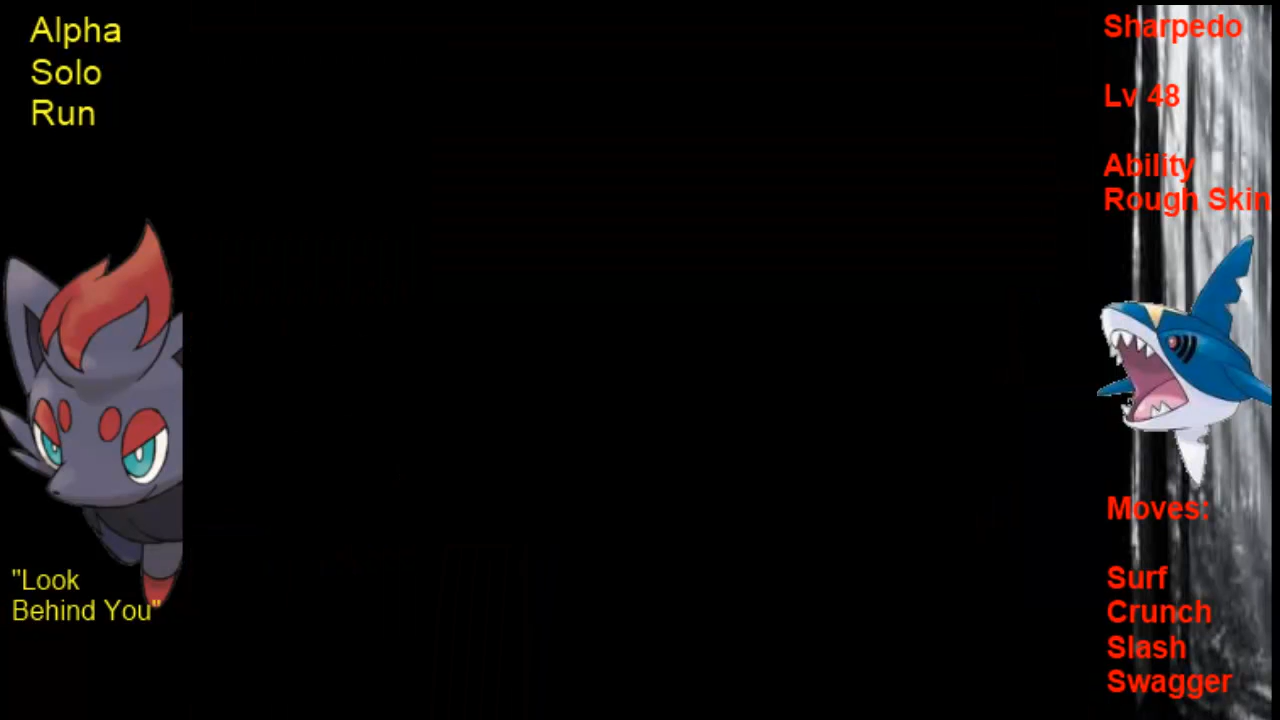 Alpha
Solo
Run
"Look
Behind You"
Sharpedo
Lv 48
Ability
Rough Skin
Moves:
Surf
Crunch
Slash
Swagger